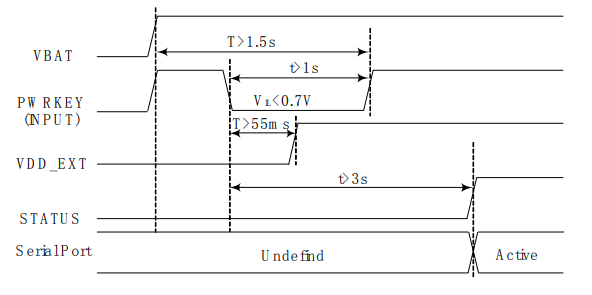 VBAT
T>1.5s
t>1s
PWRKEY
(INPUT)
VIL<0.7V
T>55ms
VDD_EXT
t>3s
STATUS
SerialPort
Undefind
Active